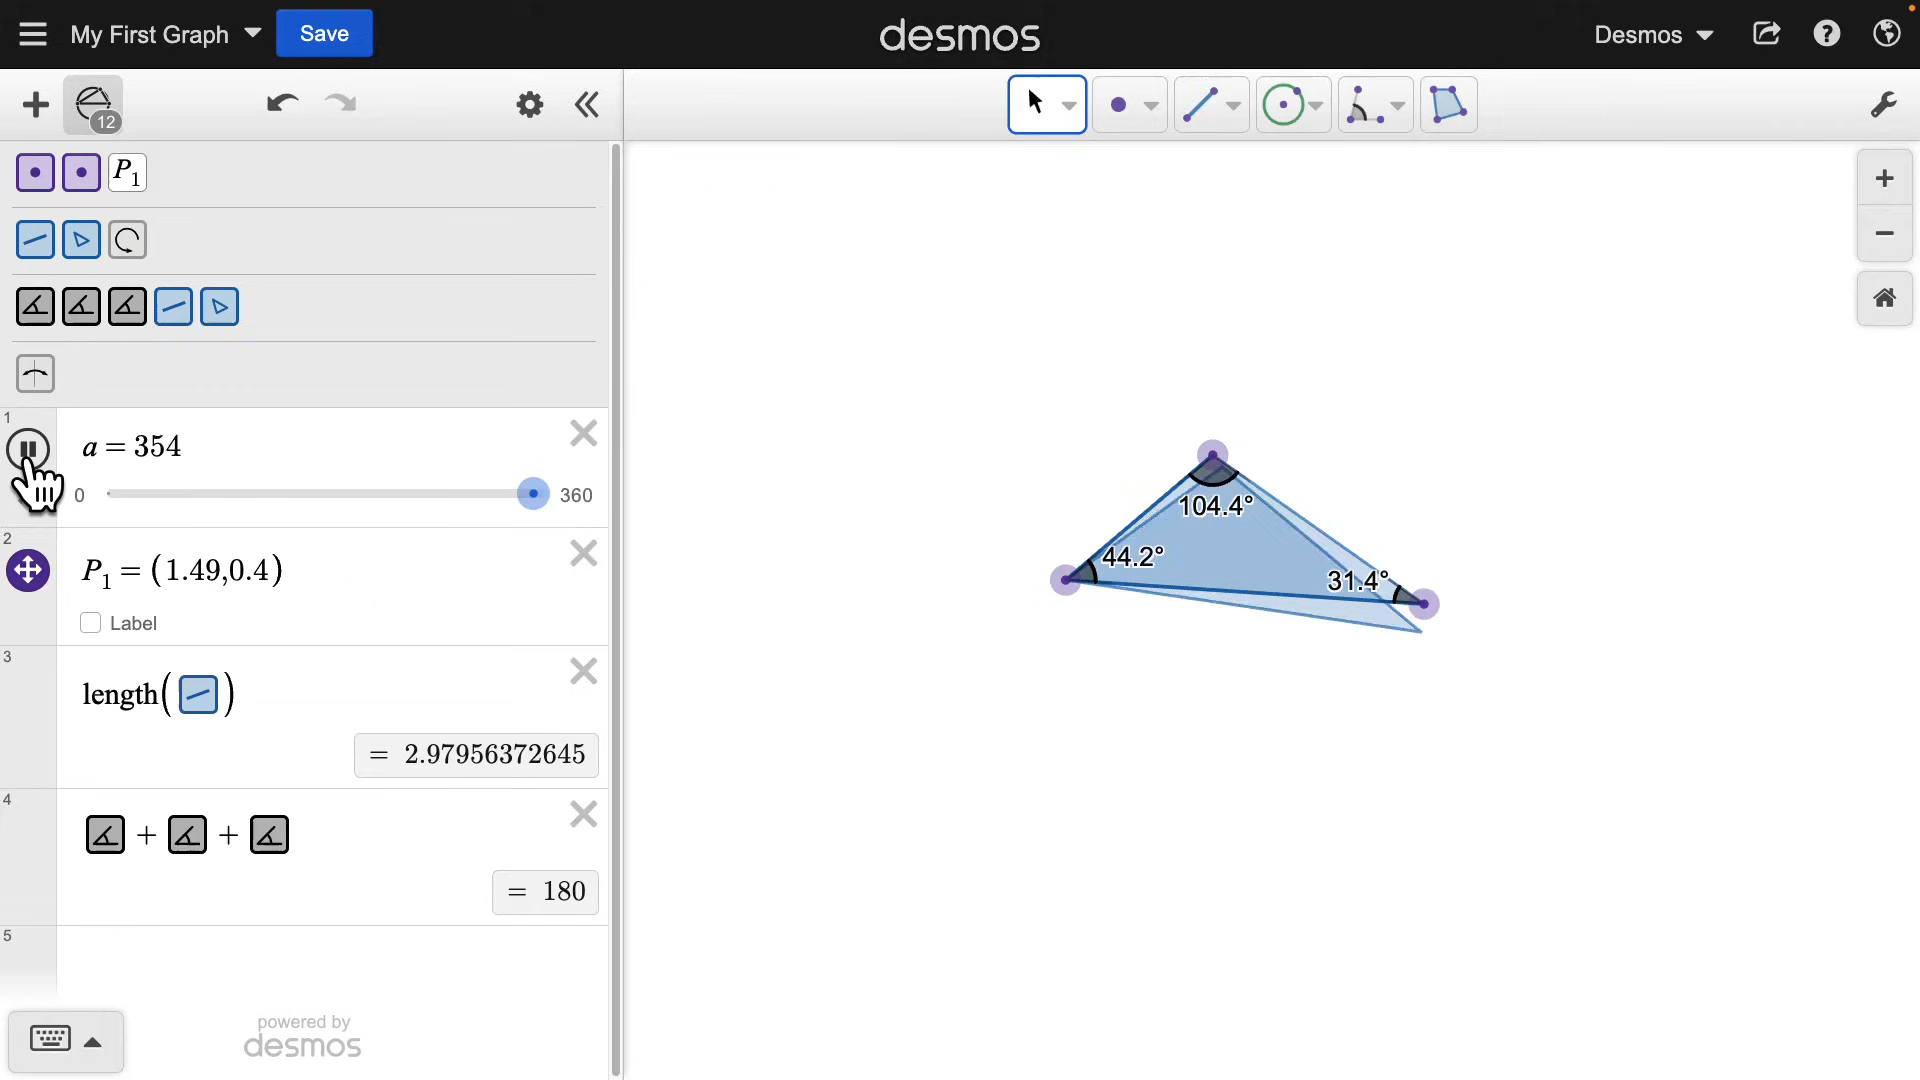 My First Graph
Save
desmos
Desmos
12
P1
1
a = 354
0
360
2
P1 = (1.49,0.4)
Label
3
length( )
= 2.97956372645
4
+ +
= 180
5
powered by
desmos
104.4°
44.2°
31.4°